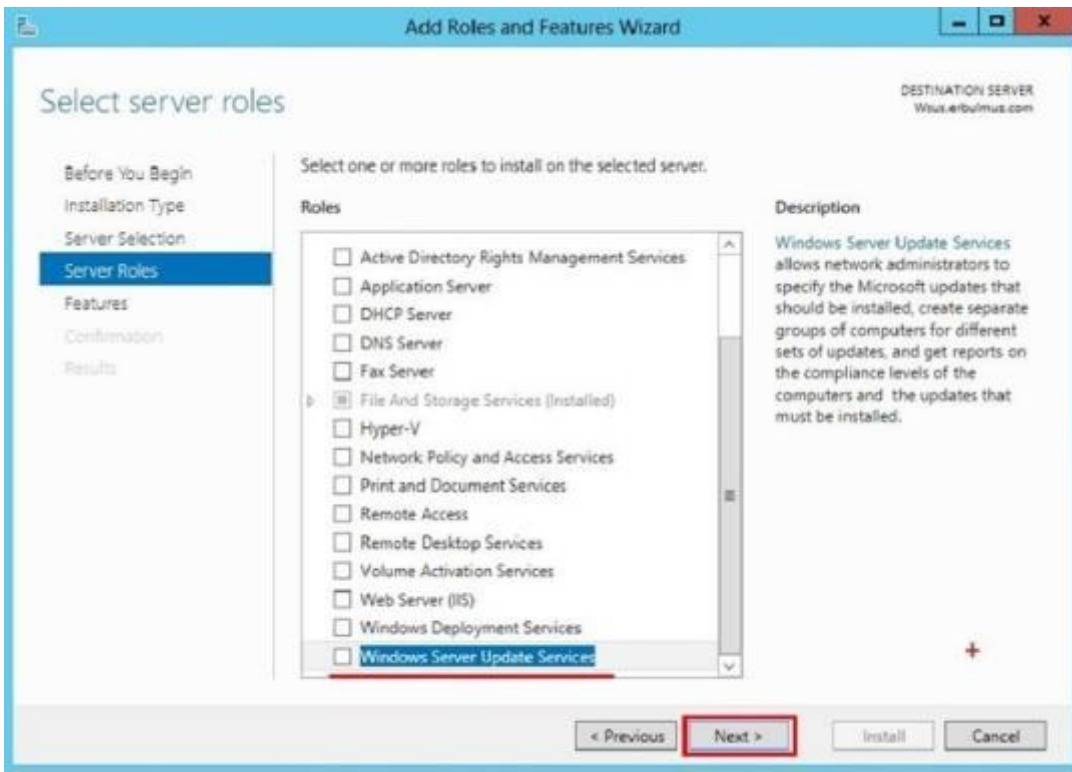 Add Roles and Features Wizard
Select server roles
DESTINATION SERVER
Wsus.erbulmus.com
Before You Begin
Installation Type
Server Selection
Server Roles
Features
Confirmation
Results
Select one or more roles to install on the selected server.
Roles
Active Directory Rights Management Services
Application Server
DHCP Server
DNS Server
Fax Server
File And Storage Services (Installed)
Hyper-V
Network Policy and Access Services
Print and Document Services
Remote Access
Remote Desktop Services
Volume Activation Services
Web Server (IIS)
Windows Deployment Services
Windows Server Update Services
Description
Windows Server Update Services
allows network administrators to
specify the Microsoft updates that
should be installed, create separate
groups of computers for different
sets of updates, and get reports on
the compliance levels of the
computers and the updates that
must be installed.
< Previous
Next >
Install
Cancel